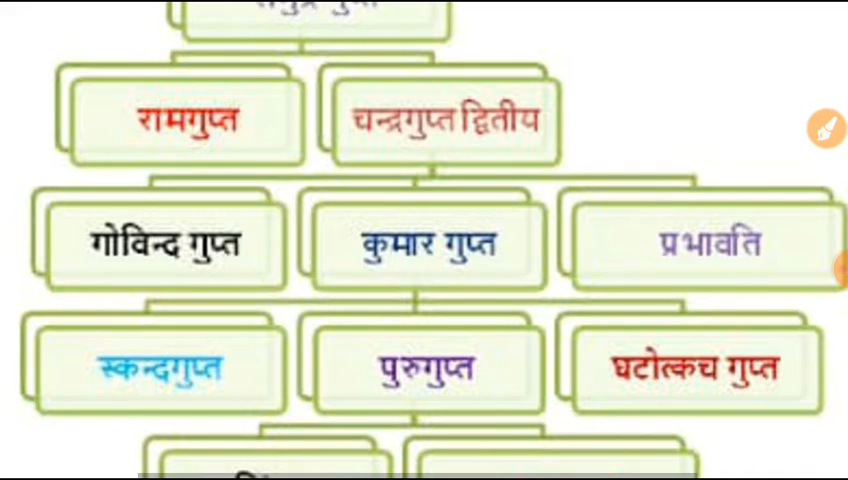 रामगुप्त
चन्द्रगुप्त द्वितीय
गोविन्द गुप्त
कुमार गुप्त
प्रभावति
स्कन्दगुप्त
पुरुगुप्त
घटोत्कच गुप्त